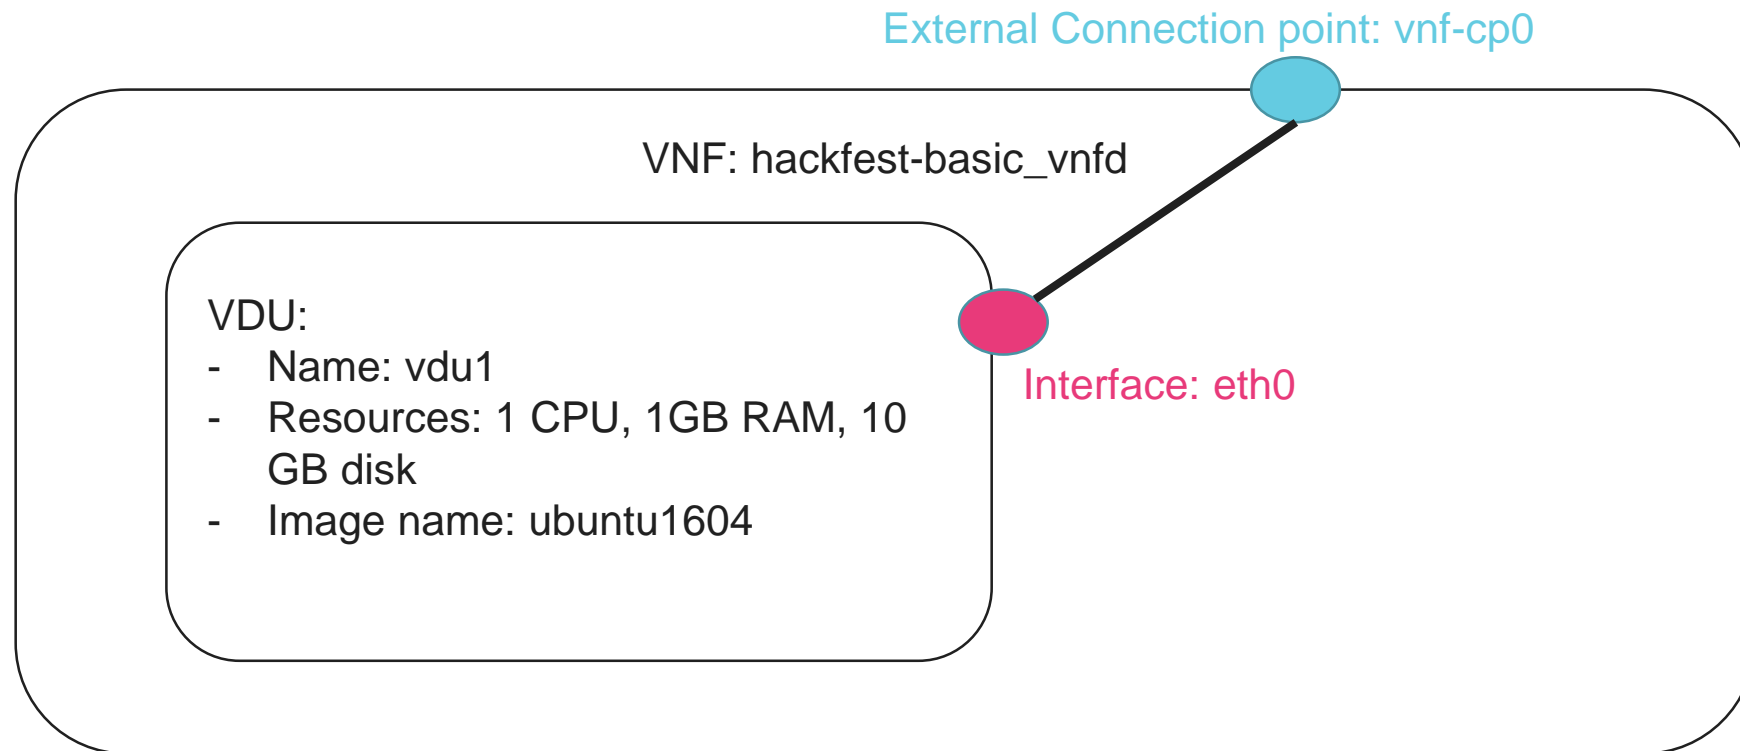 External Connection point: vnf-cp0
VNF: hackfest-basic_vnfd
VDU:
- Name: vdu1
- Resources: 1 CPU, 1GB RAM, 10
GB disk
- Image name: ubuntu1604
Interface: eth0